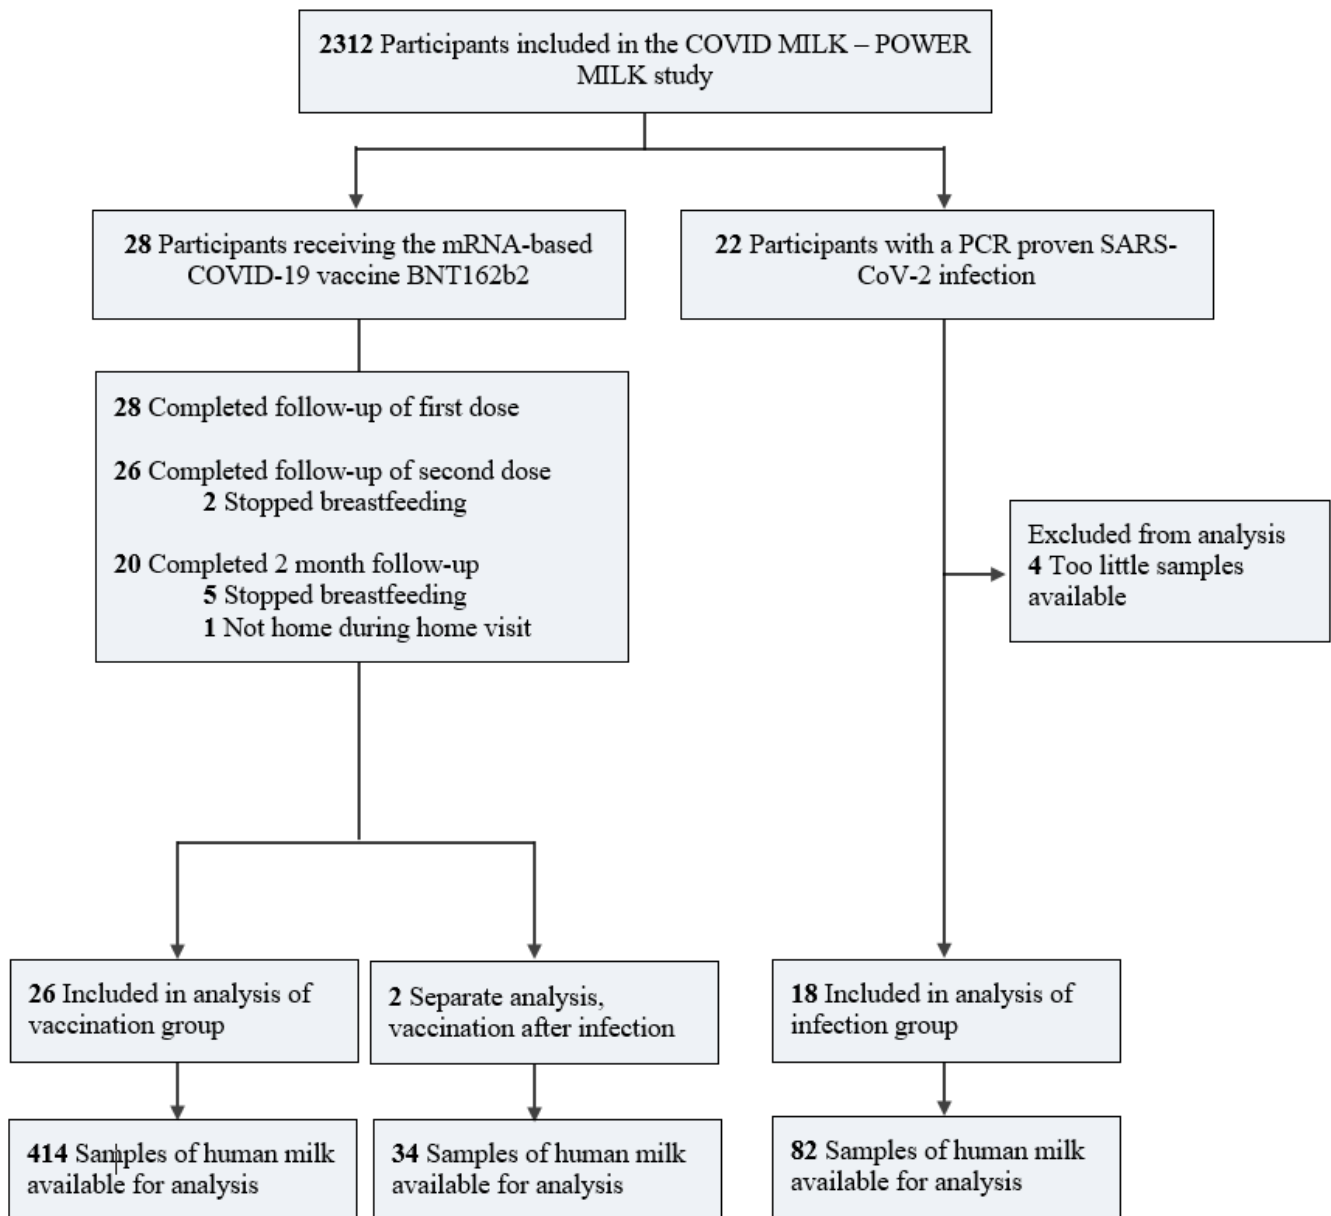 2312 Participants included in the COVID MILK – POWER
MILK study
28 Participants receiving the mRNA-based
COVID-19 vaccine BNT162b2
22 Participants with a PCR proven SARS-
CoV-2 infection
28 Completed follow-up of first dose
26 Completed follow-up of second dose
2 Stopped breastfeeding
20 Completed 2 month follow-up
5 Stopped breastfeeding
1 Not home during home visit
Excluded from analysis
4 Too little samples
available
26 Included in analysis of
vaccination group
2 Separate analysis,
vaccination after infection
18 Included in analysis of
infection group
414 Samples of human milk
available for analysis
34 Samples of human milk
available for analysis
82 Samples of human milk
available for analysis